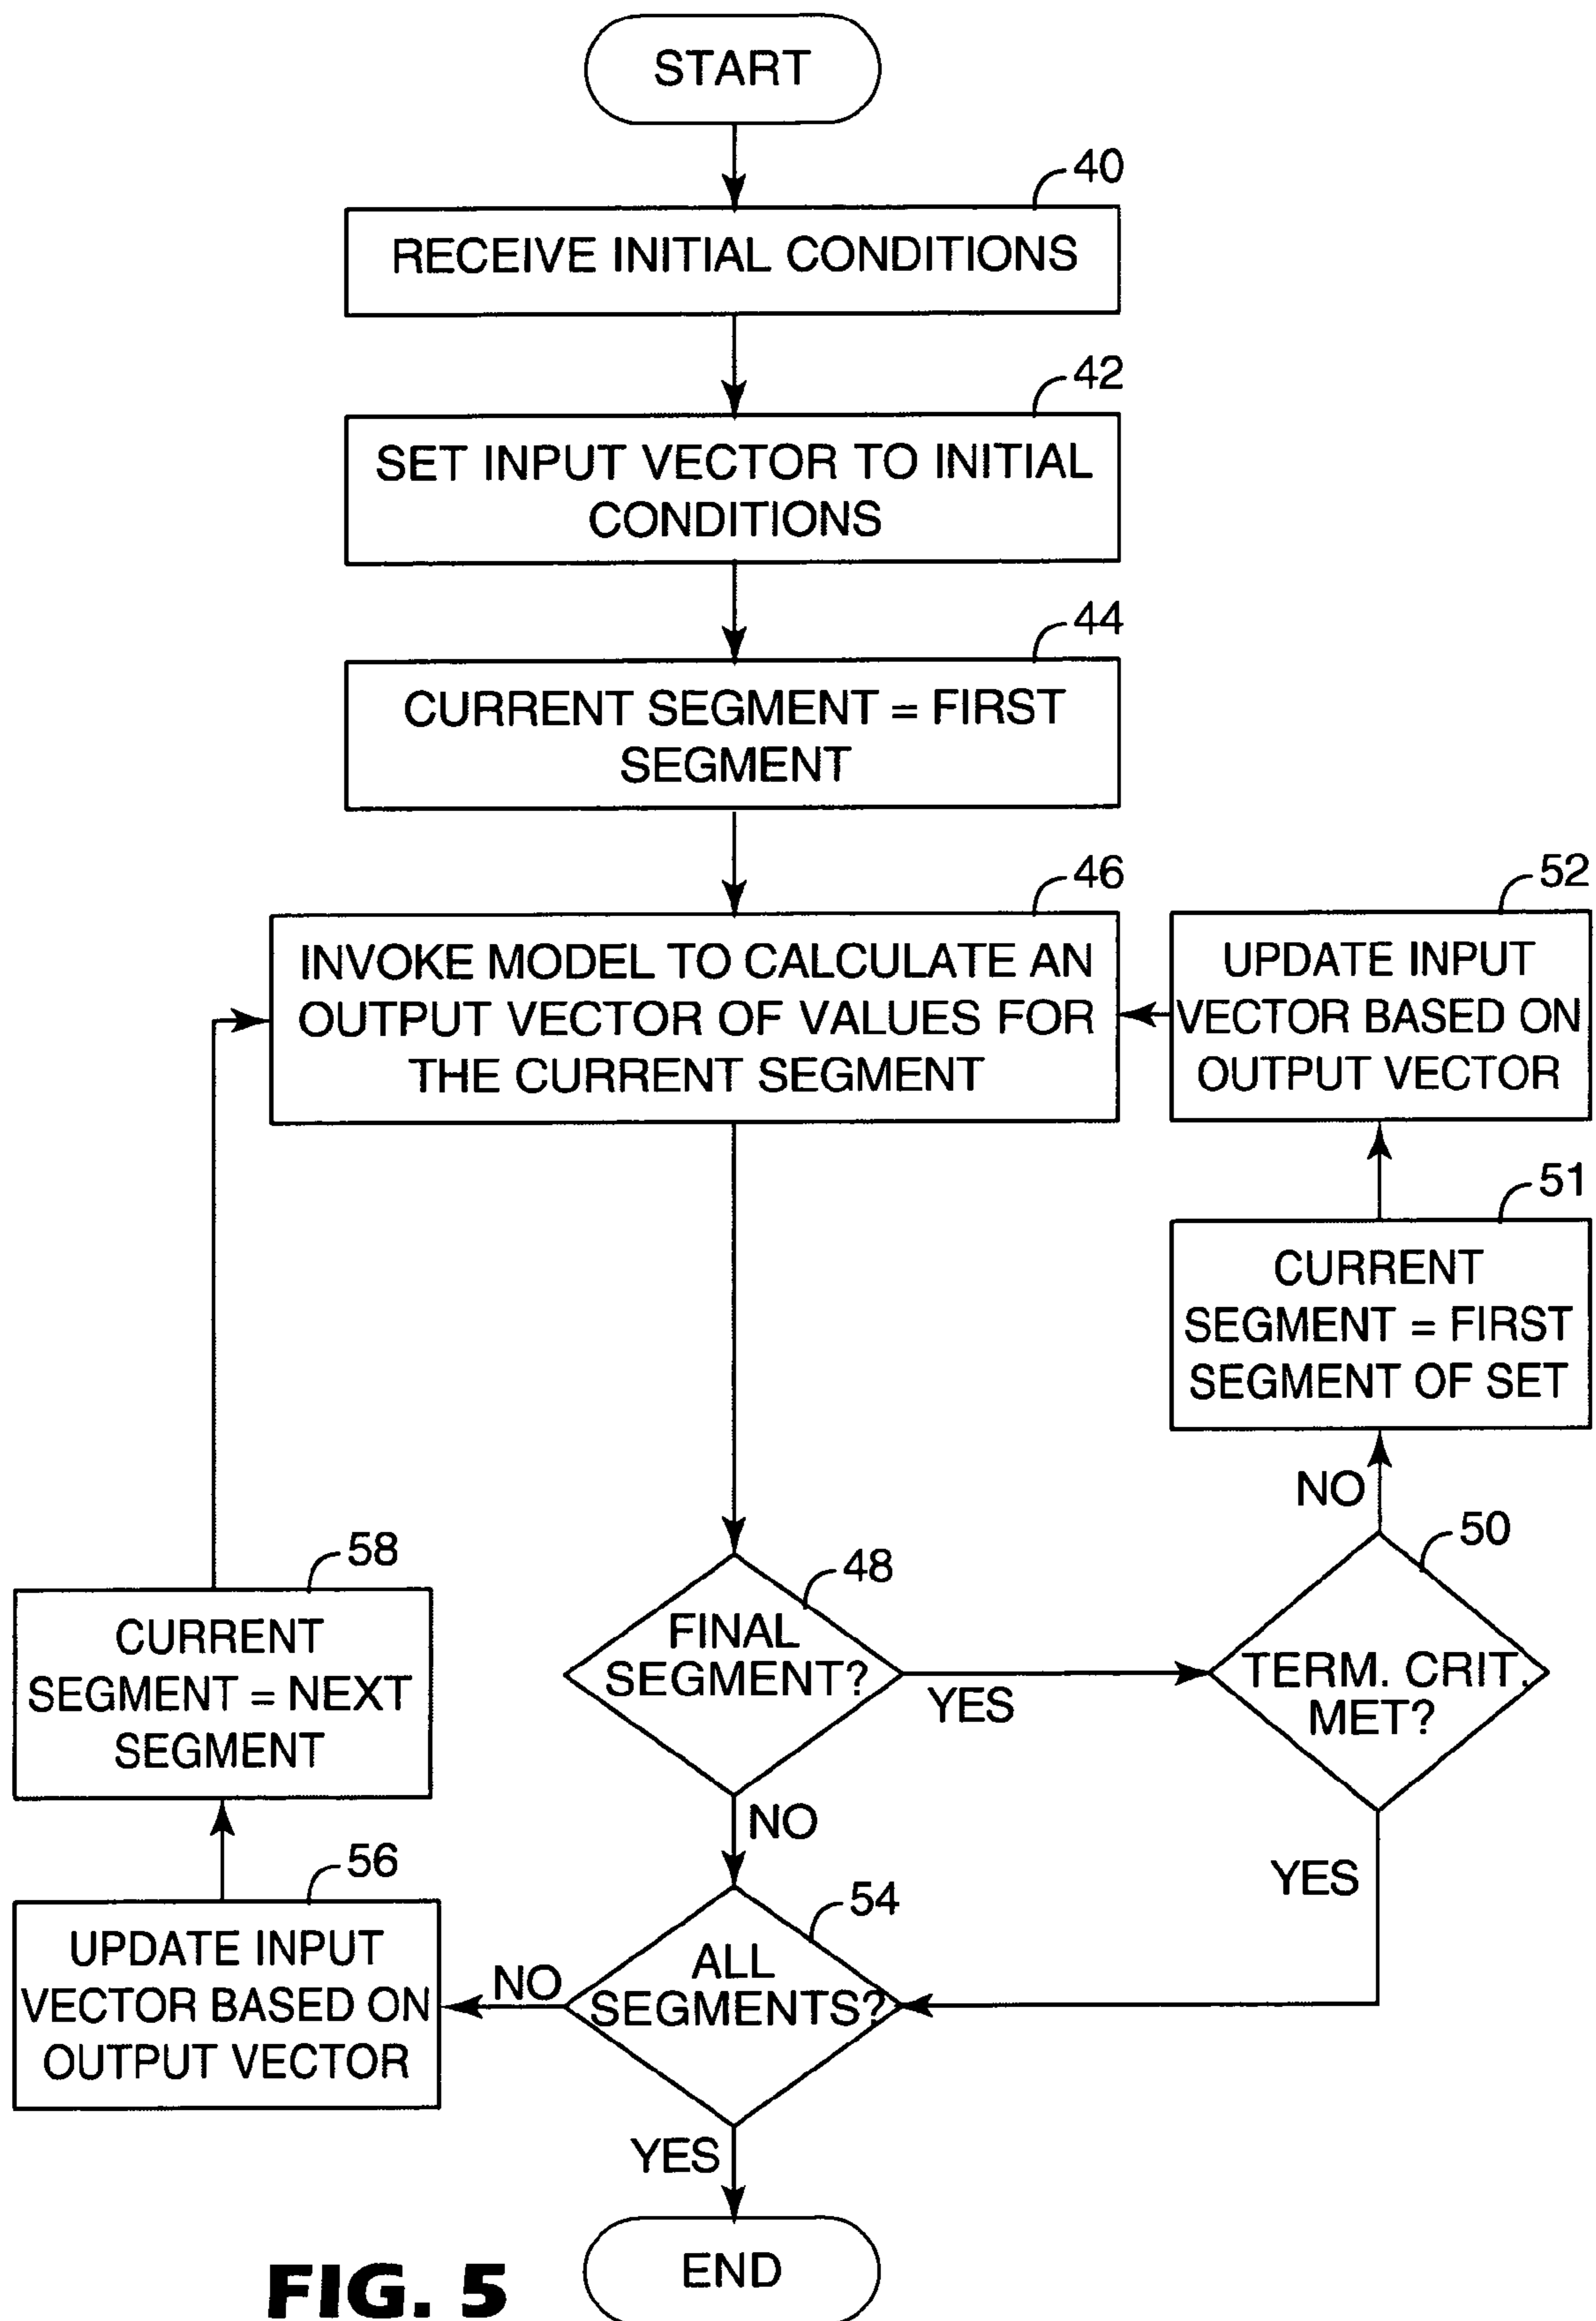 START
40
RECEIVE INITIAL CONDITIONS
42
SET INPUT VECTOR TO INITIAL
CONDITIONS
44
CURRENT SEGMENT = FIRST
SEGMENT
46
INVOKE MODEL TO CALCULATE AN
OUTPUT VECTOR OF VALUES FOR
THE CURRENT SEGMENT
52
UPDATE INPUT
VECTOR BASED ON
OUTPUT VECTOR
51
CURRENT
SEGMENT = FIRST
SEGMENT OF SET
NO
50
TERM. CRIT.
MET?
YES
48
FINAL
SEGMENT?
YES
NO
58
CURRENT
SEGMENT = NEXT
SEGMENT
56
UPDATE INPUT
VECTOR BASED ON
OUTPUT VECTOR
NO
54
ALL
SEGMENTS?
YES
END
FIG. 5